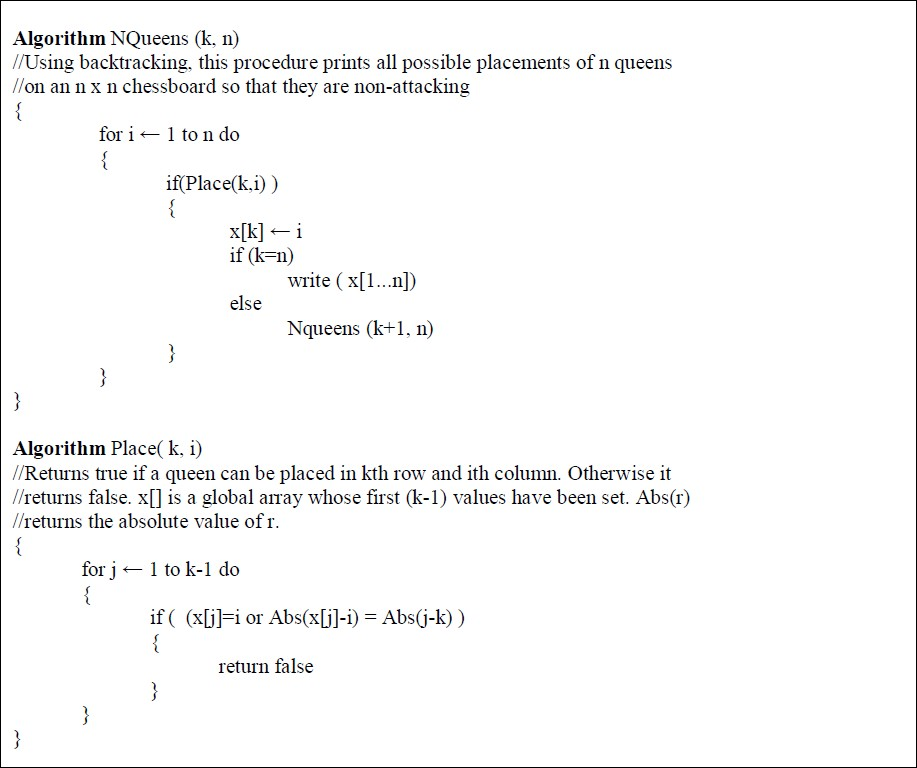 Algorithm NQueens (k, n)
//Using backtracking, this procedure prints all possible placements of n queens
//on an n x n chessboard so that they are non-attacking
{
for i ← 1 to n do
{
if(Place(k,i) )
{
x[k] ← i
if (k=n)
write ( x[1...n])
else
Nqueens (k+1, n)
}
}
}
Algorithm Place( k, i)
//Returns true if a queen can be placed in kth row and ith column. Otherwise it
//returns false. x[] is a global array whose first (k-1) values have been set. Abs(r)
//returns the absolute value of r.
{
for j ← 1 to k-1 do
{
if ( (x[j]=i or Abs(x[j]-i) = Abs(j-k) )
{
return false
}
}
}